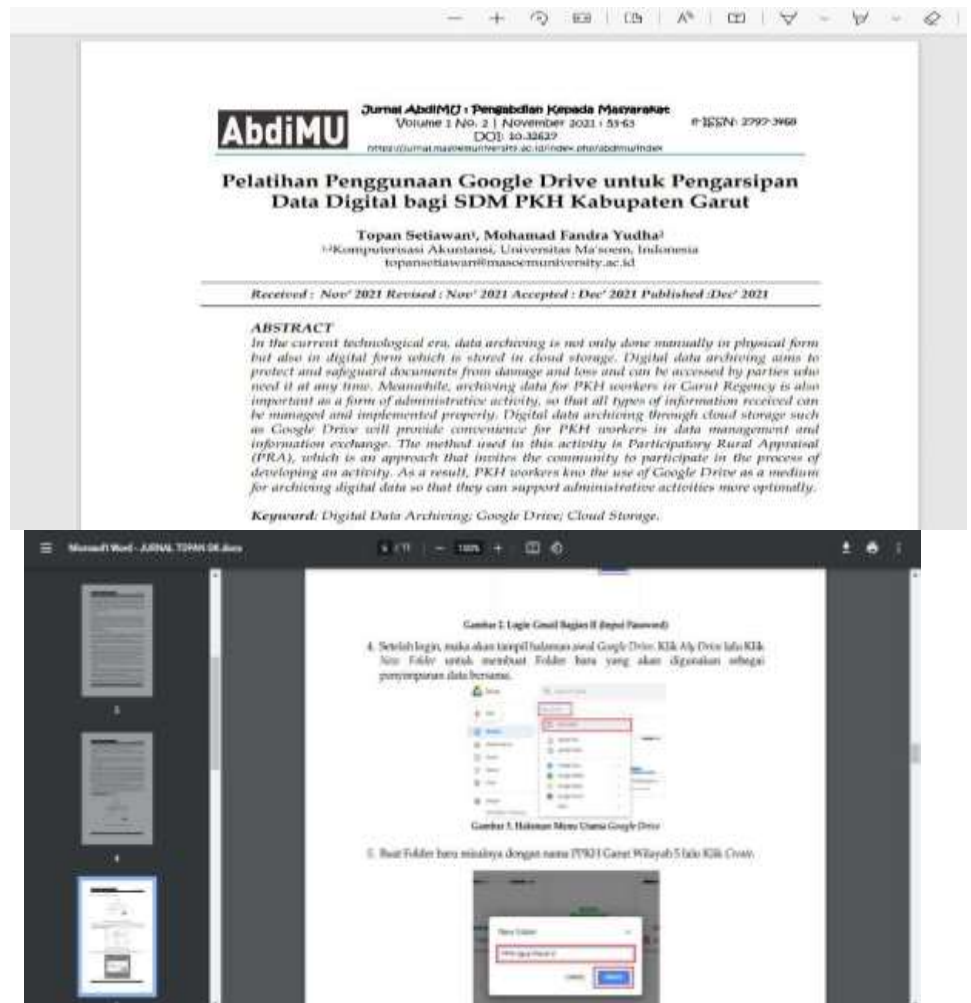 AbdiMU
Jurnal AbdiMU : Pengabdian Kepada Masyarakat
Volume 1 No. 2 | November 2021 : 53-63
DOI: 10.32627
e-ISSN: 2797-3968
Pelatihan Penggunaan Google Drive untuk Pengarsipan
Data Digital bagi SDM PKH Kabupaten Garut
Topan Setiawan¹, Mohamad Fandra Yudha²
Komputerisasi Akuntansi, Universitas Ma'soem, Indonesia
topansetiawan@masoemuniversity.ac.id
Received : Nov' 2021 Revised : Nov' 2021 Accepted : Dec' 2021 Published :Dec' 2021
ABSTRACT
In the current technological era, data archiving is not only done manually in physical form
but also in digital form which is stored in cloud storage. Digital data archiving aims to
protect and safeguard documents from damage and loss and can be accessed by parties who
need it at any time. Meanwhile, archiving data for PKH workers in Garut Regency is also
important as a form of administrative activity, so that all types of information received can
be managed and implemented properly. Digital data archiving through cloud storage such
as Google Drive will provide convenience for PKH workers in data management and
information exchange. The method used in this activity is Participatory Rural Appraisal
(PRA), which is an approach that invites the community to participate in the process of
developing an activity. As a result, PKH workers kno the use of Google Drive as a medium
for archiving digital data so that they can support administrative activities more optimally.
Keyword: Digital Data Archiving; Google Drive; Cloud Storage.
Microsoft Word - JURNAL TOPAN OK.docx
100%
Gambar 2. Login Gmail Bagian II (Input Password)
4. Setelah login, maka akan tampil halaman awal Google Drive. Klik My Drive lalu Klik
New Folder untuk membuat Folder baru yang akan digunakan sebagai
penyimpanan data bersama.
Gambar 3. Halaman Menu Utama Google Drive
5. Buat Folder baru misalnya dengan nama PPKH Garut Wilayah 5 lalu Klik Create.
New Folder